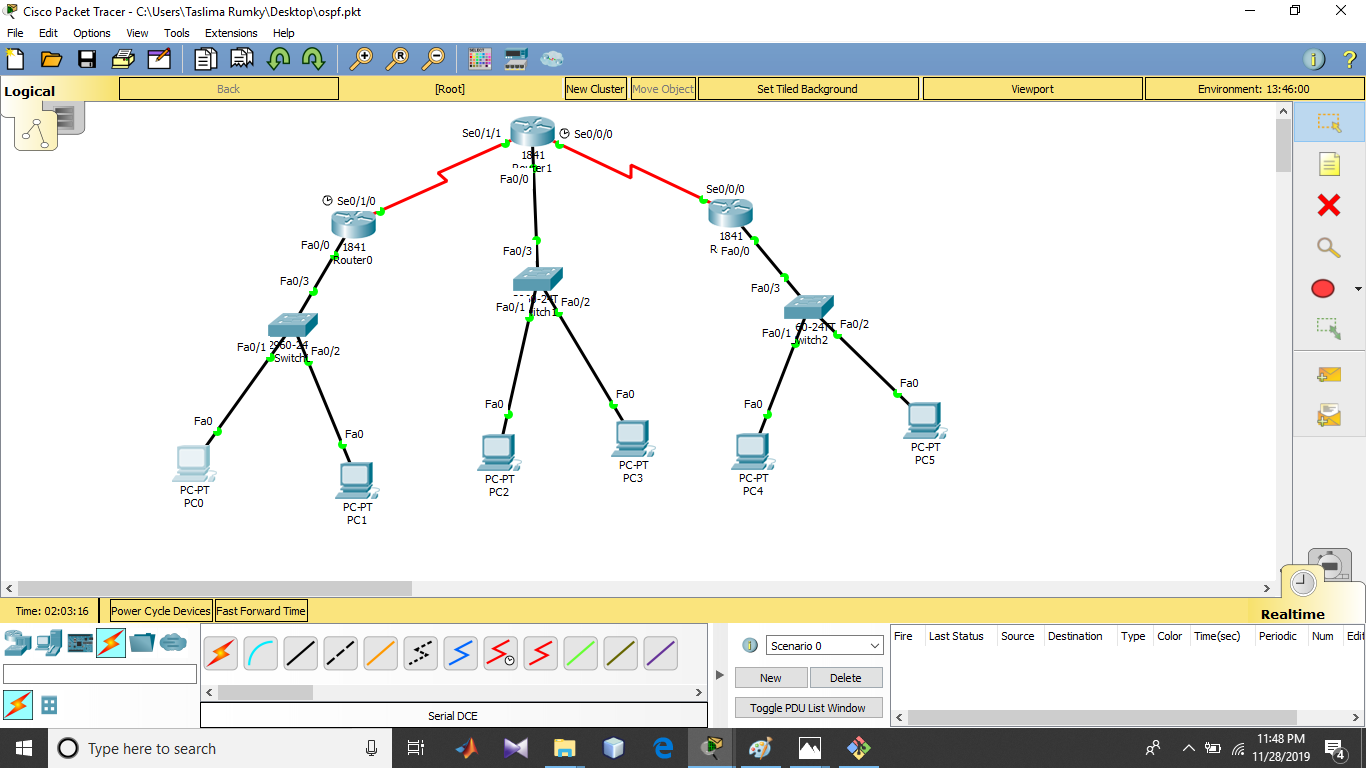 Cisco Packet Tracer - C:\Users\Taslima Rumky\Desktop\ospf.pkt
File Edit Options View Tools Extensions Help
Logical
Back
[Root]
New Cluster
Move Object
Set Tiled Background
Viewport
Environment: 13:46:00
Se0/1/1
Se0/0/0
1841
Router1
Fa0/0
Se0/1/0
1841
Router0
Fa0/0
Fa0/3
Fa0/1
2960-24
Switch
Fa0/2
Fa0
PC-PT
PC0
Fa0
PC-PT
PC1
Fa0/3
Fa0/1
Fa0/2
Fa0
PC-PT
PC2
Fa0
PC-PT
PC3
Se0/0/0
1841
R Fa0/0
Fa0/3
Fa0/1
60-24TT
witch2
Fa0/2
Fa0
PC-PT
PC4
Fa0
PC-PT
PC5
Time: 02:03:16
Power Cycle Devices
Fast Forward Time
Realtime
Scenario 0
New
Delete
Toggle PDU List Window
Fire Last Status Source Destination Type Color Time(sec) Periodic Num Edit
Serial DCE
Type here to search
11:48 PM
11/28/2019
4